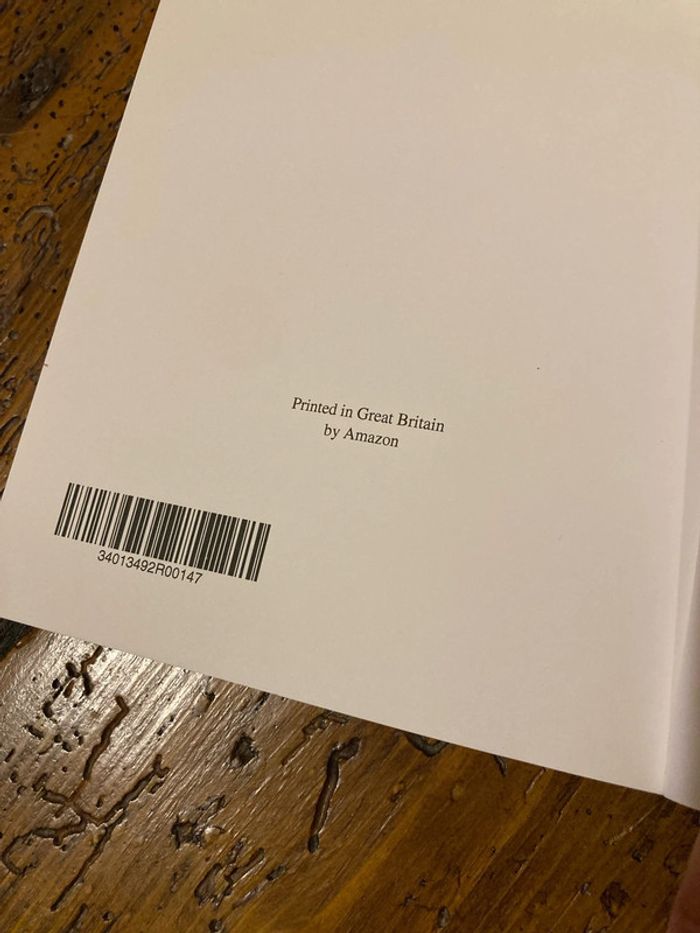 Printed in Great Britain
by Amazon
34013492R00147